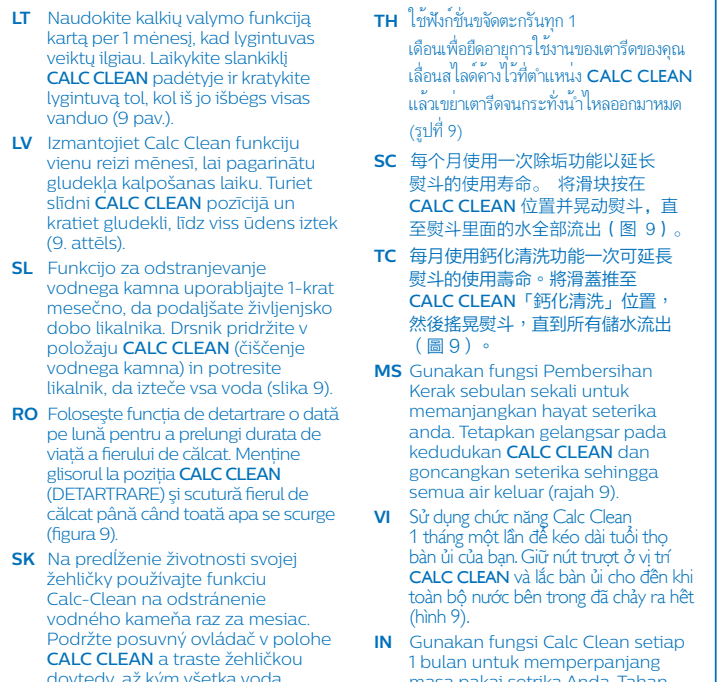 LT Naudokite kalkių valymo funkciją
kartą per 1 mėnesį, kad lygintuvas
veiktų ilgiau. Laikykite slankiklį
CALC CLEAN padėtyje ir kratykite
lygintuvą tol, kol iš jo išbėgs visas
vanduo (9 pav.).
LV Izmantojiet Calc Clean funkciju
vienu reizi mēnesī, lai pagarinātu
gludekļa kalpošanas laiku. Turiet
slīdni CALC CLEAN pozīcijā un
kratiet gludekli, līdz viss ūdens iztek
(9. attēls).
SL Funkcijo za odstranjevanje
vodnega kamna uporabljajte 1-krat
mesečno, da podaljšate življenjsko
dobo likalnika. Drsnik pridržite v
položaju CALC CLEAN (čiščenje
vodnega kamna) in potresite
likalnik, da izteče vsa voda (slika 9).
RO Foloseşte funcţia de detartrare o dată
pe lună pentru a prelungi durata de
viaţă a fierului de călcat. Menţine
glisorul la poziţia CALC CLEAN
(DETARTRARE) şi scutură fierul de
călcat până când toată apa se scurge
(figura 9).
SK Na predĺženie životnosti svojej
žehličky používajte funkciu
Calc-Clean na odstránenie
vodného kameňa raz za mesiac.
Podržte posuvný ovládač v polohe
CALC CLEAN a traste žehličkou
dovtedy, až kým všetka voda
TH ใช้ฟังก์ชั่นขจัดตะกรันทุก 1
เดือนเพื่อยืดอายุการใช้งานของเตารีดของคุณ
เลื่อนสไลด์ค้างไว้ที่ตำแหน่ง CALC CLEAN
แล้วเขย่าเตารีดจนกระทั่งน้ำไหลออกมาหมด
(รูปที่ 9)
SC 每个月使用一次除垢功能以延长
熨斗的使用寿命。 将滑块按在
CALC CLEAN 位置并晃动熨斗，直
至熨斗里面的水全部流出（图 9）。
TC 每月使用鈣化清洗功能一次可延長
熨斗的使用壽命。將滑蓋推至
CALC CLEAN「鈣化清洗」位置，
然後搖晃熨斗，直到所有儲水流出
（圖 9）。
MS Gunakan fungsi Pembersihan
Kerak sebulan sekali untuk
memanjangkan hayat seterika
anda. Tetapkan gelangsar pada
kedudukan CALC CLEAN dan
goncangkan seterika sehingga
semua air keluar (rajah 9).
VI Sử dụng chức năng Calc Clean
1 tháng một lần để kéo dài tuổi thọ
bàn ủi của bạn. Giữ nút trượt ở vị trí
CALC CLEAN và lắc bàn ủi cho đến khi
toàn bộ nước bên trong đã chảy ra hết
(hình 9).
IN Gunakan fungsi Calc Clean setiap
1 bulan untuk memperpanjang
masa pakai setrika Anda. Tahan